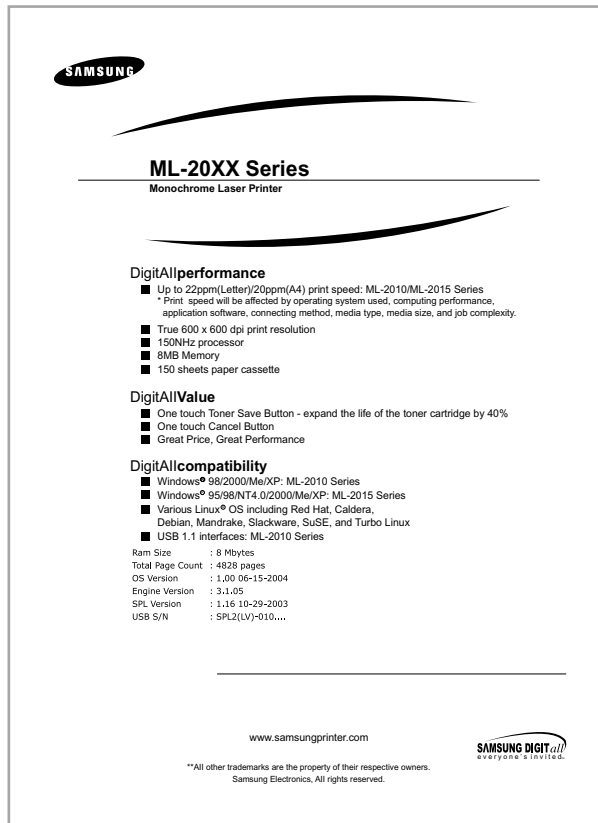 SAMSUNG
ML-20XX Series
Monochrome Laser Printer
DigitAllperformance
Up to 22ppm(Letter)/20ppm(A4) print speed: ML-2010/ML-2015 Series
* Print speed will be affected by operating system used, computing performance,
application software, connecting method, media type, media size, and job complexity.
True 600 x 600 dpi print resolution
150NHz processor
8MB Memory
150 sheets paper cassette
DigitAllValue
One touch Toner Save Button - expand the life of the toner cartridge by 40%
One touch Cancel Button
Great Price, Great Performance
DigitAllcompatibility
Windows® 98/2000/Me/XP: ML-2010 Series
Windows® 95/98/NT4.0/2000/Me/XP: ML-2015 Series
Various Linux® OS including Red Hat, Caldera,
Debian, Mandrake, Slackware, SuSE, and Turbo Linux
USB 1.1 interfaces: ML-2010 Series
Ram Size : 8 Mbytes
Total Page Count : 4828 pages
OS Version : 1.00 06-15-2004
Engine Version : 3.1.05
SPL Version : 1.16 10-29-2003
USB S/N : SPL2(LV)-010....
www.samsungprinter.com
SAMSUNG DIGITall
everyone's invited™
**All other trademarks are the property of their respective owners.
Samsung Electronics, All rights reserved.